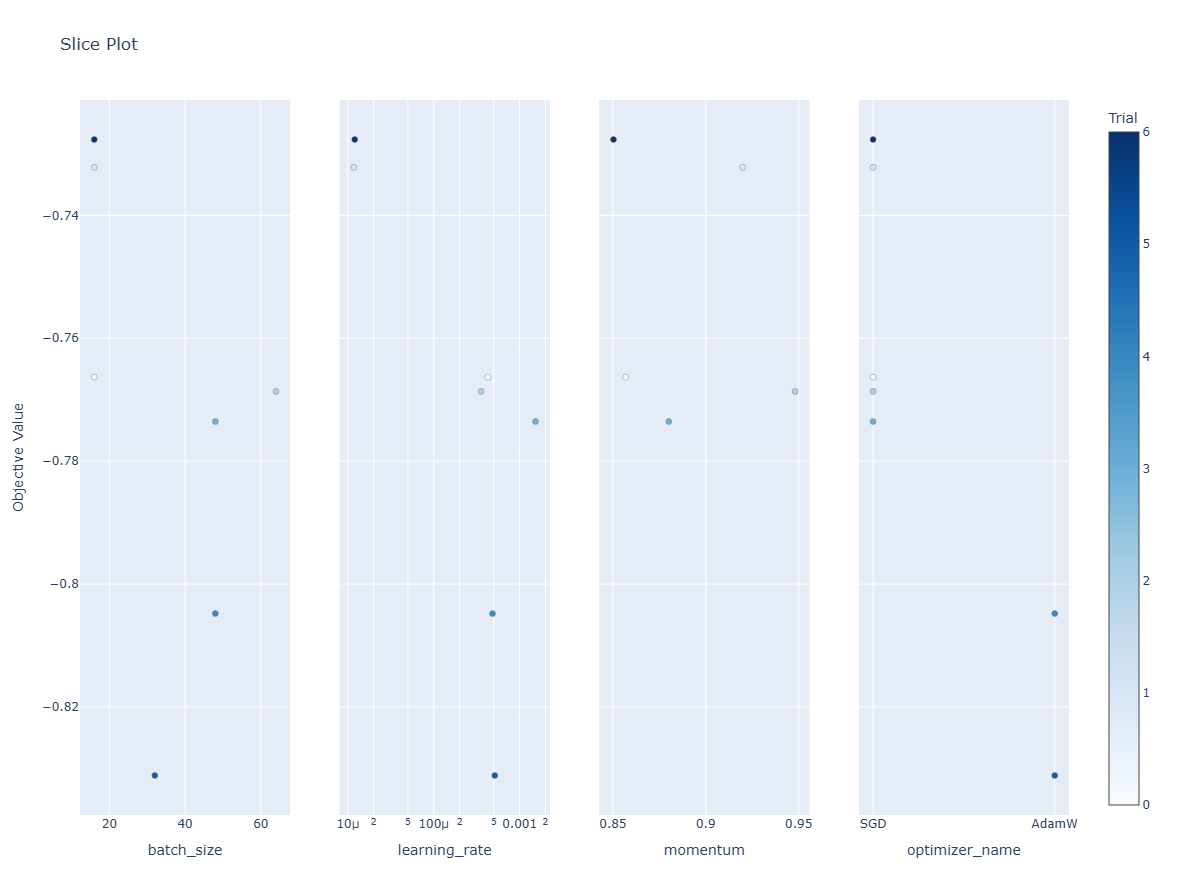 Slice Plot
Trial
6
5
4
3
2
1
0
−0.74
−0.76
−0.78
−0.8
−0.82
Objective Value
20 40 60
10μ 2 5 100μ 2 5 0.001 2
0.85 0.9 0.95
SGD AdamW
batch_size
learning_rate
momentum
optimizer_name